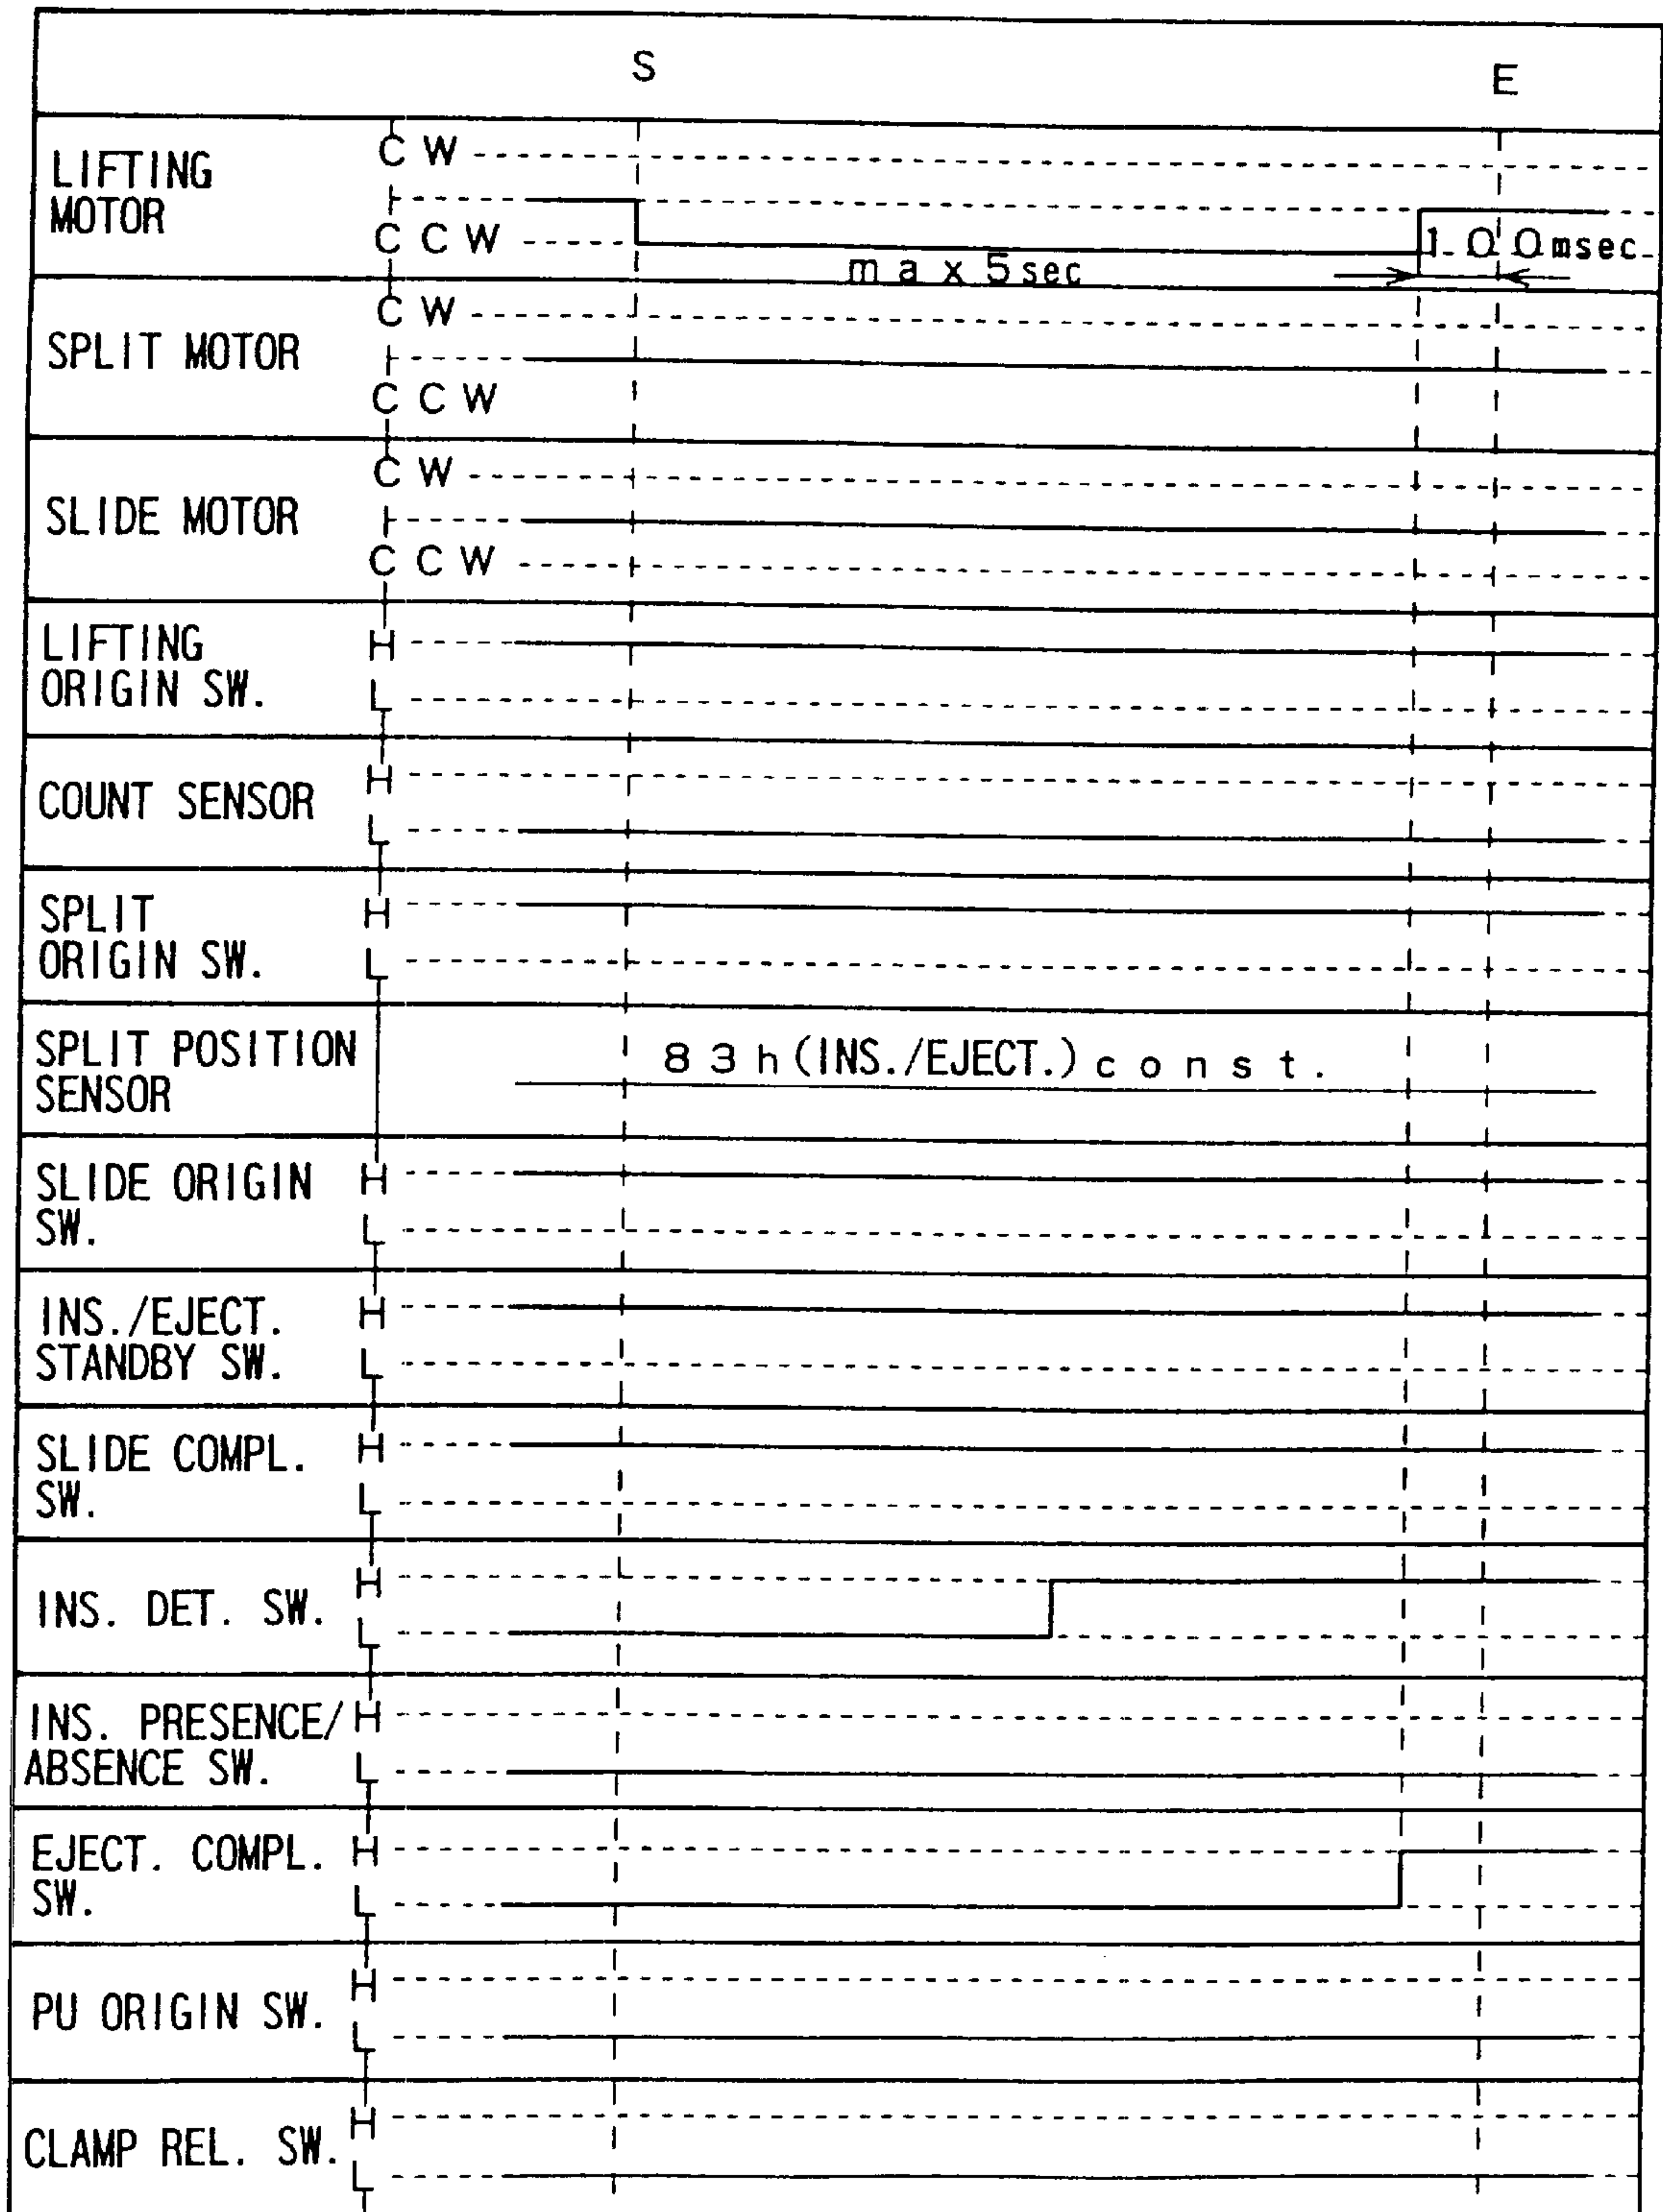 S
E
LIFTING
MOTOR
CW
CCW
max 5sec
100msec
SPLIT MOTOR
CW
CCW
SLIDE MOTOR
CW
CCW
LIFTING
ORIGIN SW.
H
L
COUNT SENSOR
H
L
SPLIT
ORIGIN SW.
H
L
SPLIT POSITION
SENSOR
83h(INS./EJECT.)const.
SLIDE ORIGIN
SW.
H
L
INS./EJECT.
STANDBY SW.
H
L
SLIDE COMPL.
SW.
H
L
INS. DET. SW.
H
L
INS. PRESENCE/
ABSENCE SW.
H
L
EJECT. COMPL.
SW.
H
L
PU ORIGIN SW.
H
L
CLAMP REL. SW.
H
L